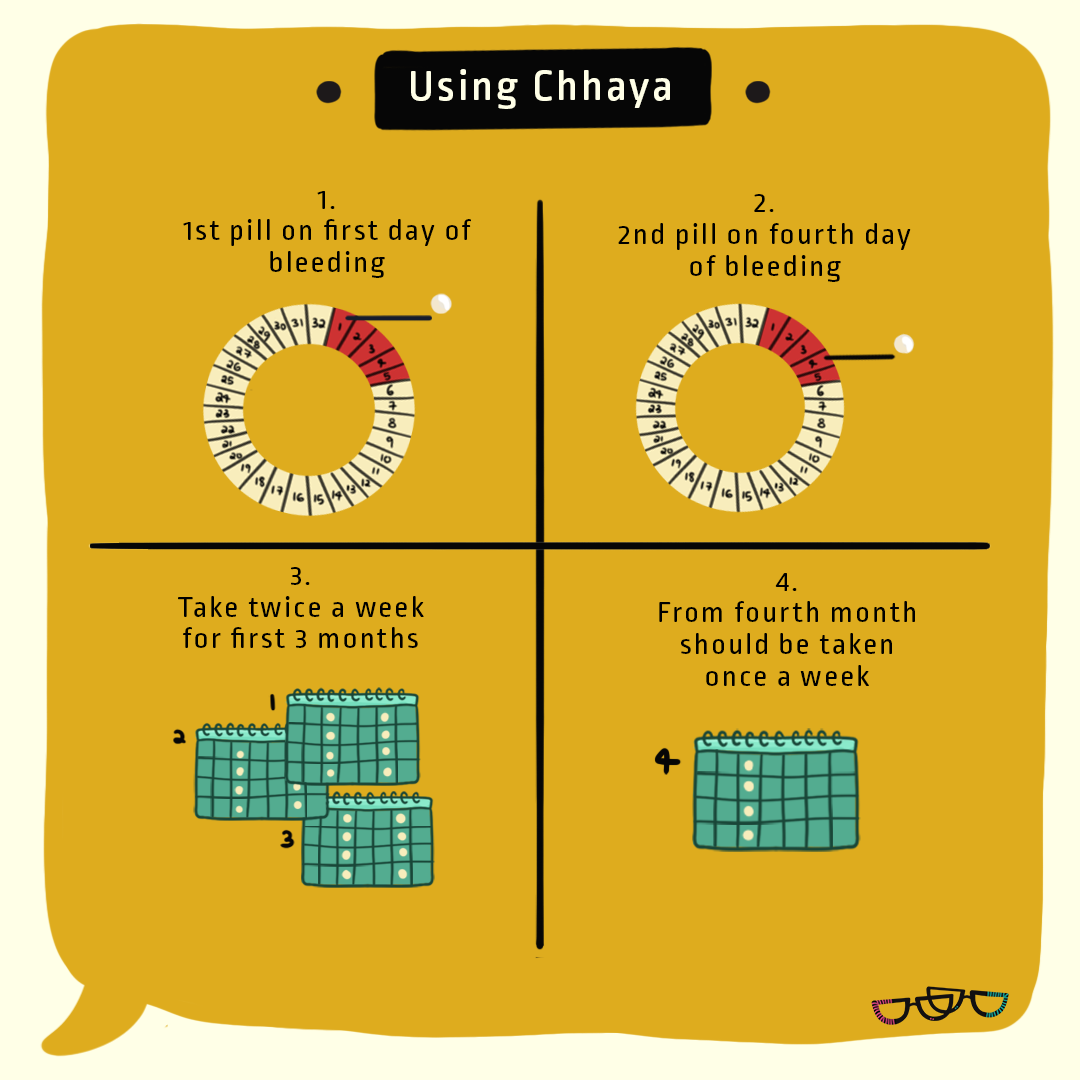 Using Chhaya
1.
1st pill on first day of
bleeding
1 2 3 4 5 6 7 8 9 10 11 12 13 14 15 16 17 18 19 20 21 22 23 24 25 26 27 28 29 30 31 32
2.
2nd pill on fourth day
of bleeding
1 2 3 4 5 6 7 8 9 10 11 12 13 14 15 16 17 18 19 20 21 22 23 24 25 26 27 28 29 30 31 32
3.
Take twice a week
for first 3 months
1
2
3
4.
From fourth month
should be taken
once a week
4